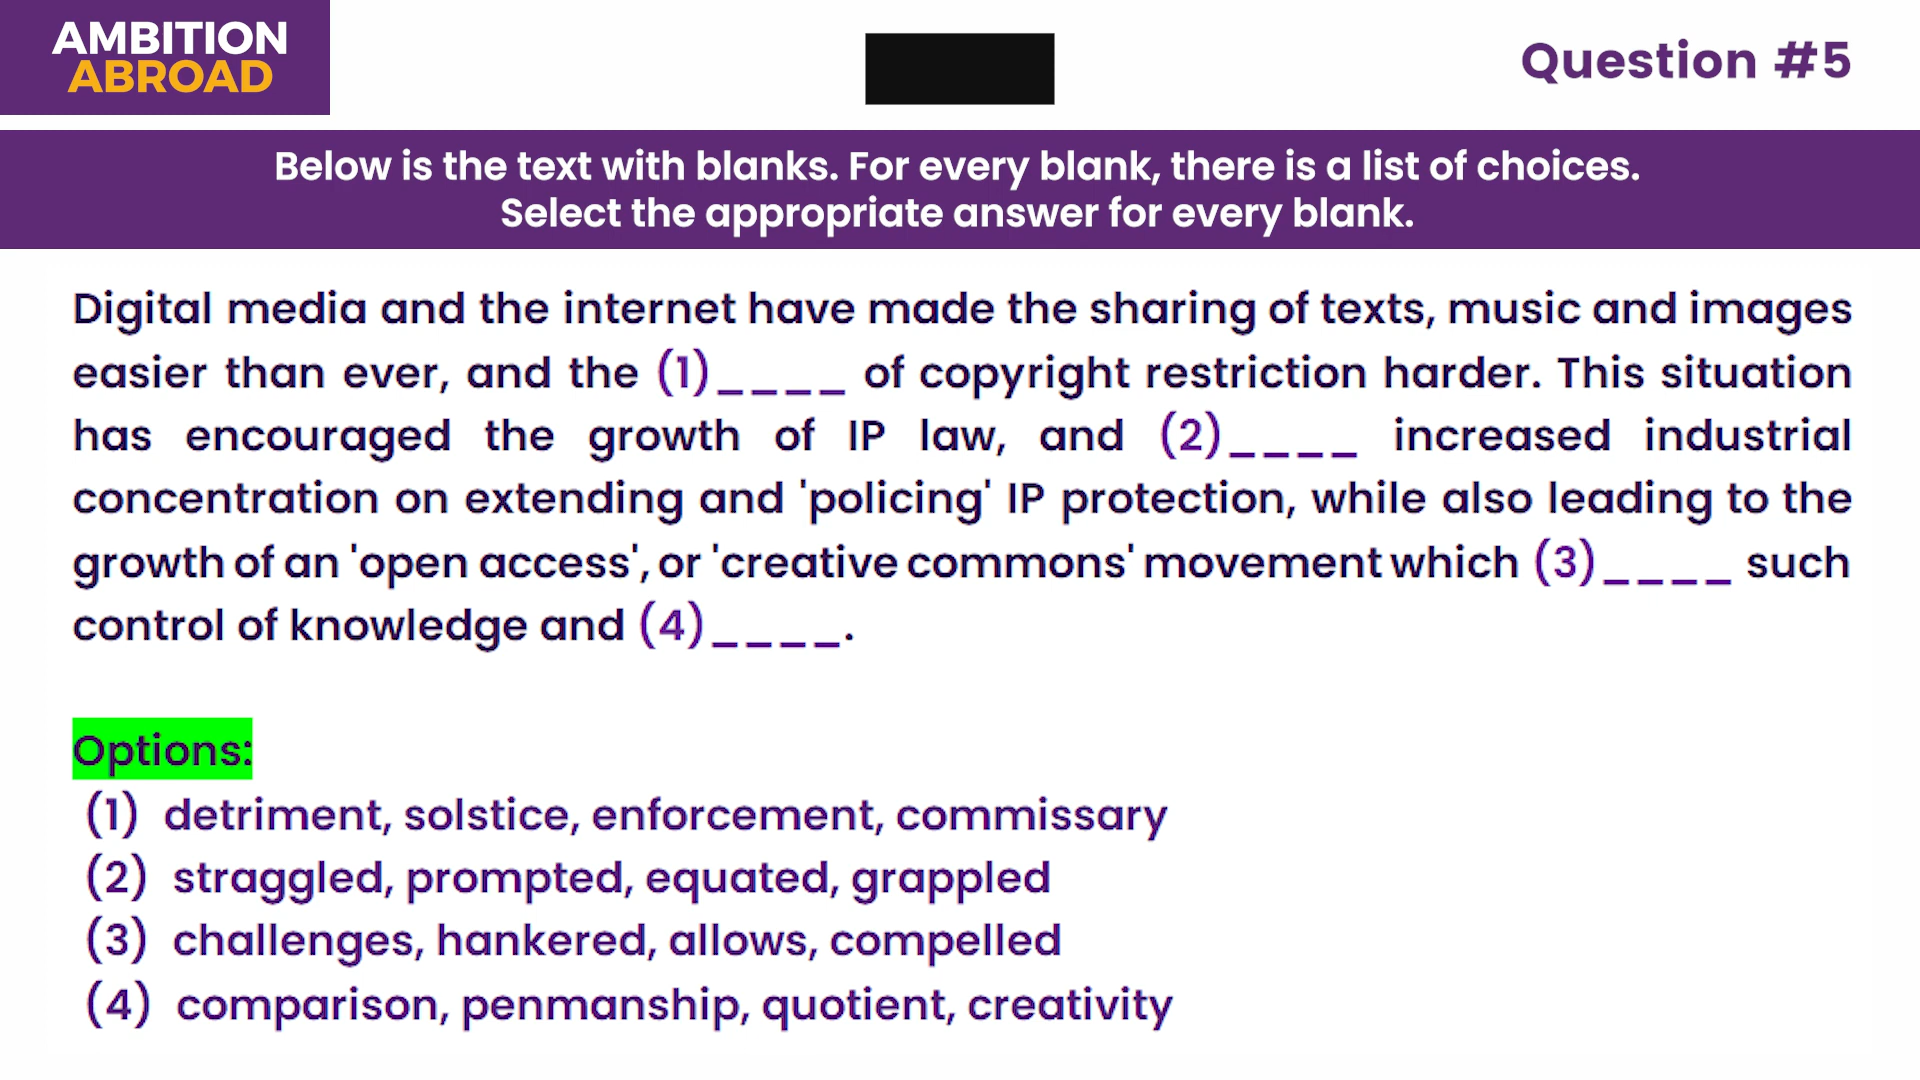 AMBITION
ABROAD
Question #5
Below is the text with blanks. For every blank, there is a list of choices.
Select the appropriate answer for every blank.
Digital media and the internet have made the sharing of texts, music and images
easier than ever, and the (1)____ of copyright restriction harder. This situation
has encouraged the growth of IP law, and (2)____ increased industrial
concentration on extending and 'policing' IP protection, while also leading to the
growth of an 'open access', or 'creative commons' movement which (3)____ such
control of knowledge and (4)____.
Options:
(1) detriment, solstice, enforcement, commissary
(2) straggled, prompted, equated, grappled
(3) challenges, hankered, allows, compelled
(4) comparison, penmanship, quotient, creativity